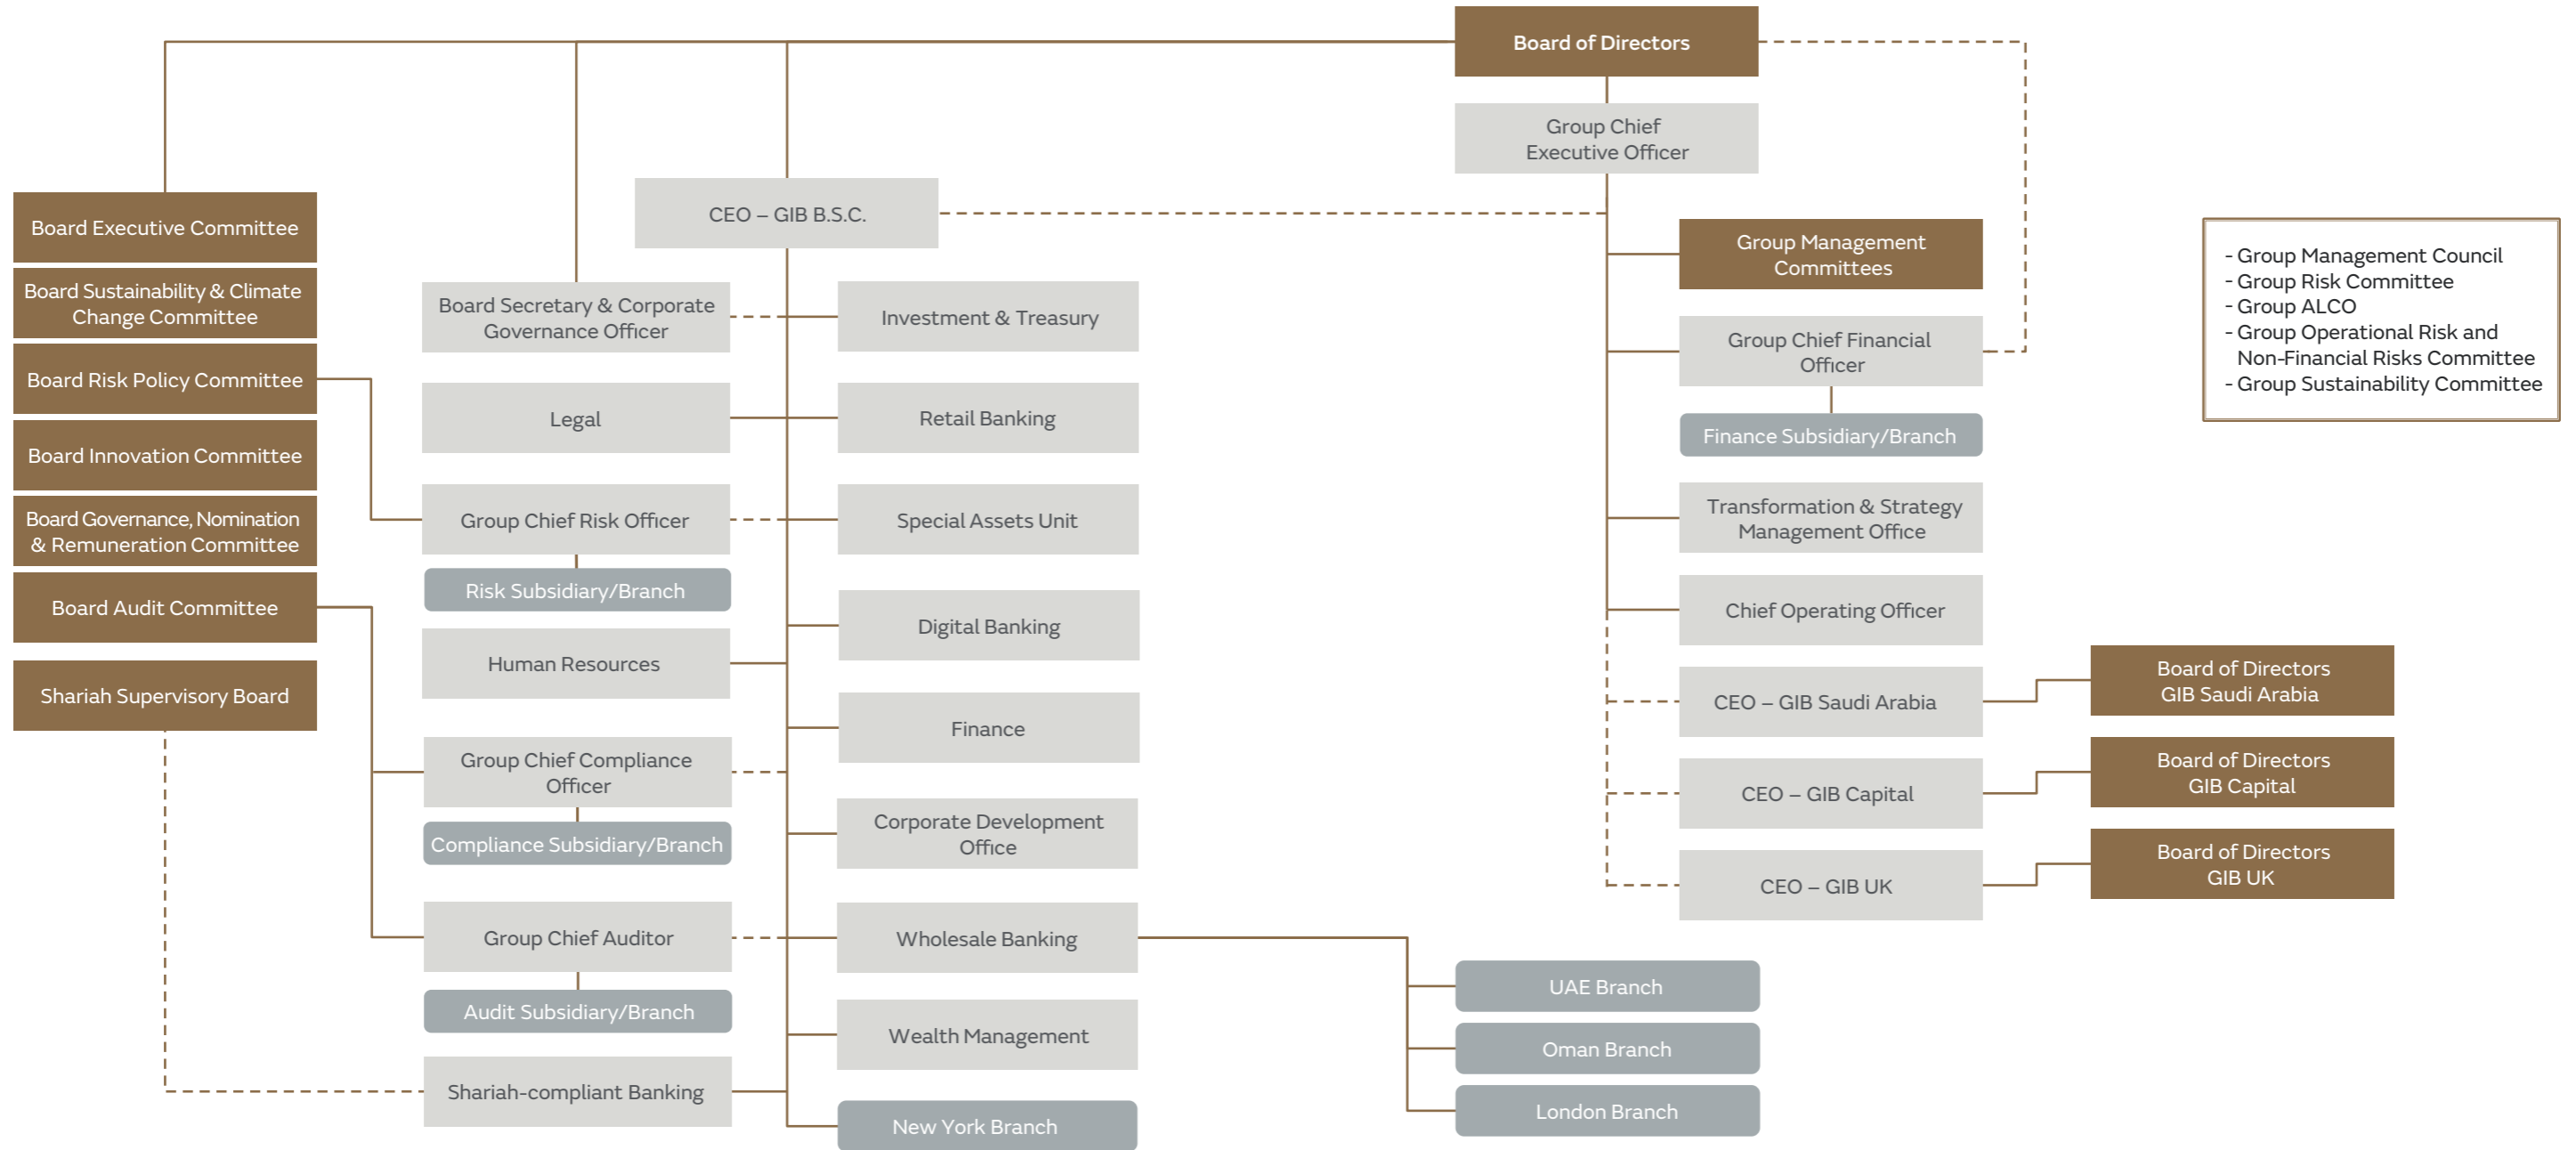 Board of Directors
Group Chief
Executive Officer
CEO – GIB B.S.C.
Board Executive Committee
Board Sustainability & Climate
Change Committee
Board Risk Policy Committee
Board Innovation Committee
Board Governance, Nomination
& Remuneration Committee
Board Audit Committee
Shariah Supervisory Board
Board Secretary & Corporate
Governance Officer
Legal
Group Chief Risk Officer
Risk Subsidiary/Branch
Human Resources
Group Chief Compliance
Officer
Compliance Subsidiary/Branch
Group Chief Auditor
Audit Subsidiary/Branch
Shariah-compliant Banking
Investment & Treasury
Retail Banking
Special Assets Unit
Digital Banking
Finance
Corporate Development
Office
Wholesale Banking
Wealth Management
New York Branch
UAE Branch
Oman Branch
London Branch
Group Management
Committees
Group Chief Financial
Officer
Finance Subsidiary/Branch
Transformation & Strategy
Management Office
Chief Operating Officer
CEO – GIB Saudi Arabia
CEO – GIB Capital
CEO – GIB UK
Board of Directors
GIB Saudi Arabia
Board of Directors
GIB Capital
Board of Directors
GIB UK
- Group Management Council
- Group Risk Committee
- Group ALCO
- Group Operational Risk and
Non-Financial Risks Committee
- Group Sustainability Committee